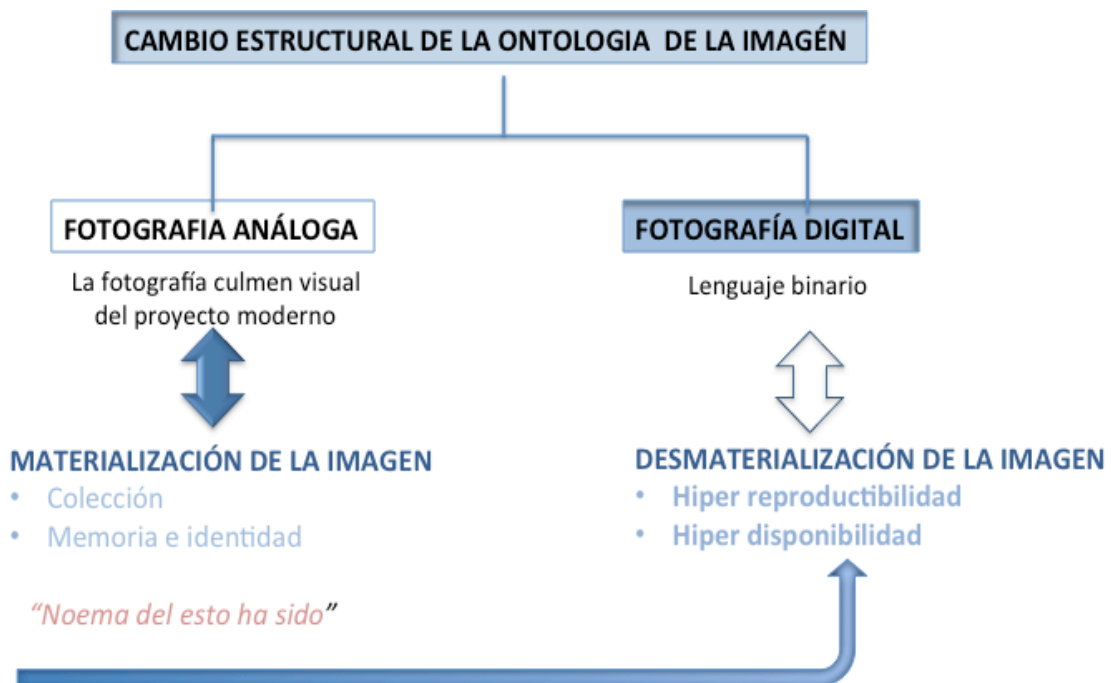 CAMBIO ESTRUCTURAL DE LA ONTOLOGIA DE LA IMAGÉN
FOTOGRAFIA ANÁLOGA
La fotografía culmen visual
del proyecto moderno
MATERIALIZACIÓN DE LA IMAGEN
• Colección
• Memoria e identidad
“Noema del esto ha sido”
FOTOGRAFÍA DIGITAL
Lenguaje binario
DESMATERIALIZACIÓN DE LA IMAGEN
• Hiper reproductibilidad
• Hiper disponibilidad